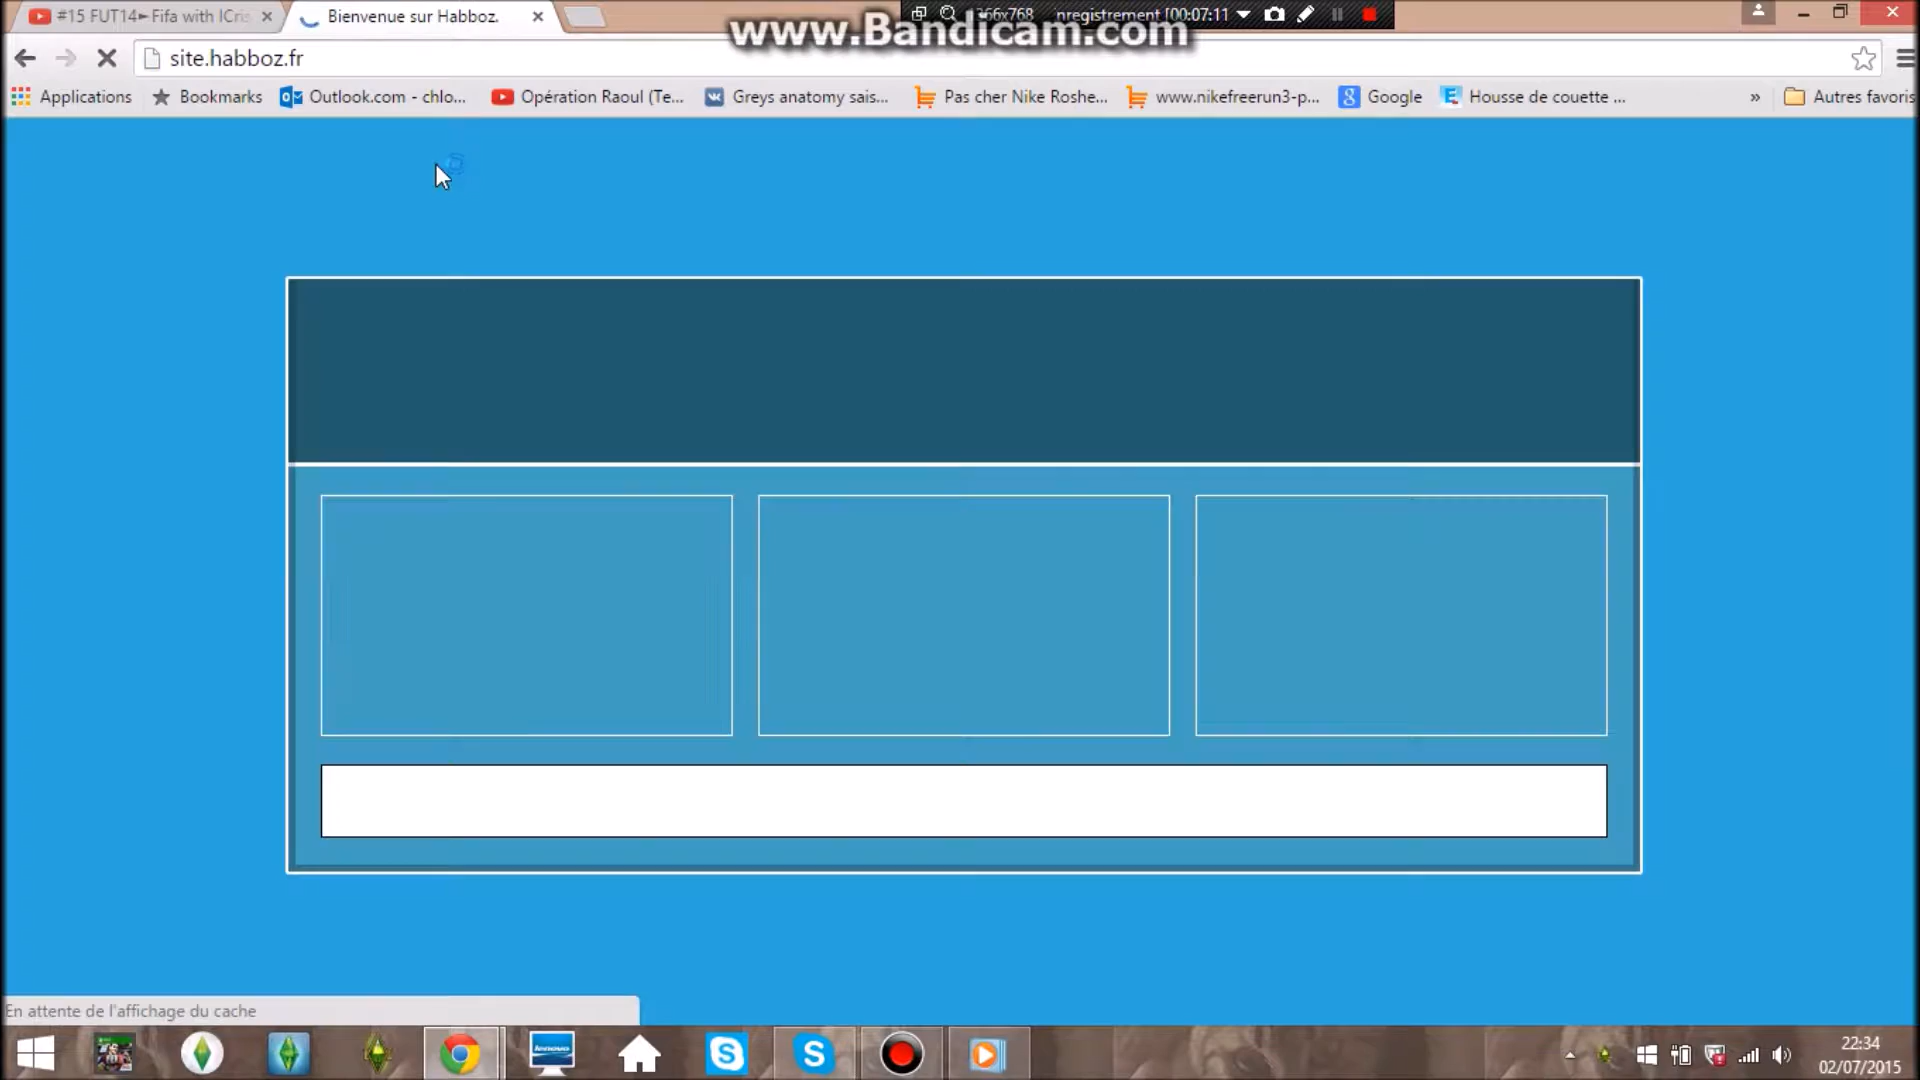 #15 FUT14► Fifa with ICris
Bienvenue sur Habboz.
1366x768
nregistrement [00:07:11]
www.Bandicam.com
site.habboz.fr
Applications
Bookmarks
Outlook.com - chlo...
Opération Raoul (Te...
Greys anatomy sais...
Pas cher Nike Roshe...
www.nikefreerun3-p...
Google
Housse de couette ...
»
Autres favoris
En attente de l'affichage du cache
22:34
02/07/2015